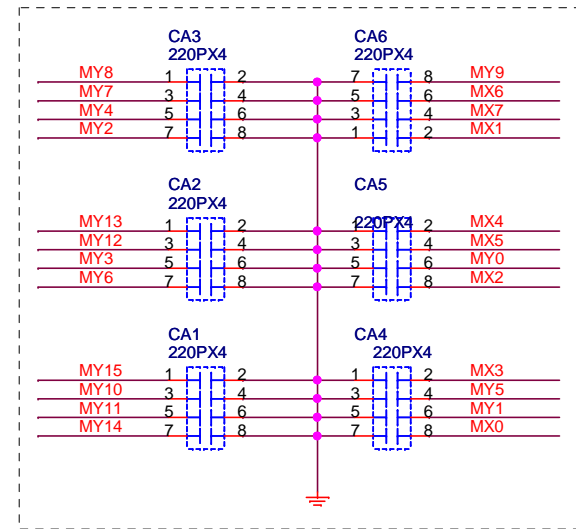 CA3 CA6
220PX4 220PX4
MY8 1 2 7 8 MY9
MY7 3 4 5 6 MX6
MY4 5 6 3 4 MX7
MY2 7 8 1 2 MX1
CA2 CA5
220PX4 220PX4
MY13 1 2 1 2 MX4
MY12 3 4 3 4 MX5
MY3 5 6 5 6 MY0
MY6 7 8 7 8 MX2
CA1 CA4
220PX4 220PX4
MY15 1 2 1 2 MX3
MY10 3 4 3 4 MY5
MY11 5 6 5 6 MY1
MY14 7 8 7 8 MX0